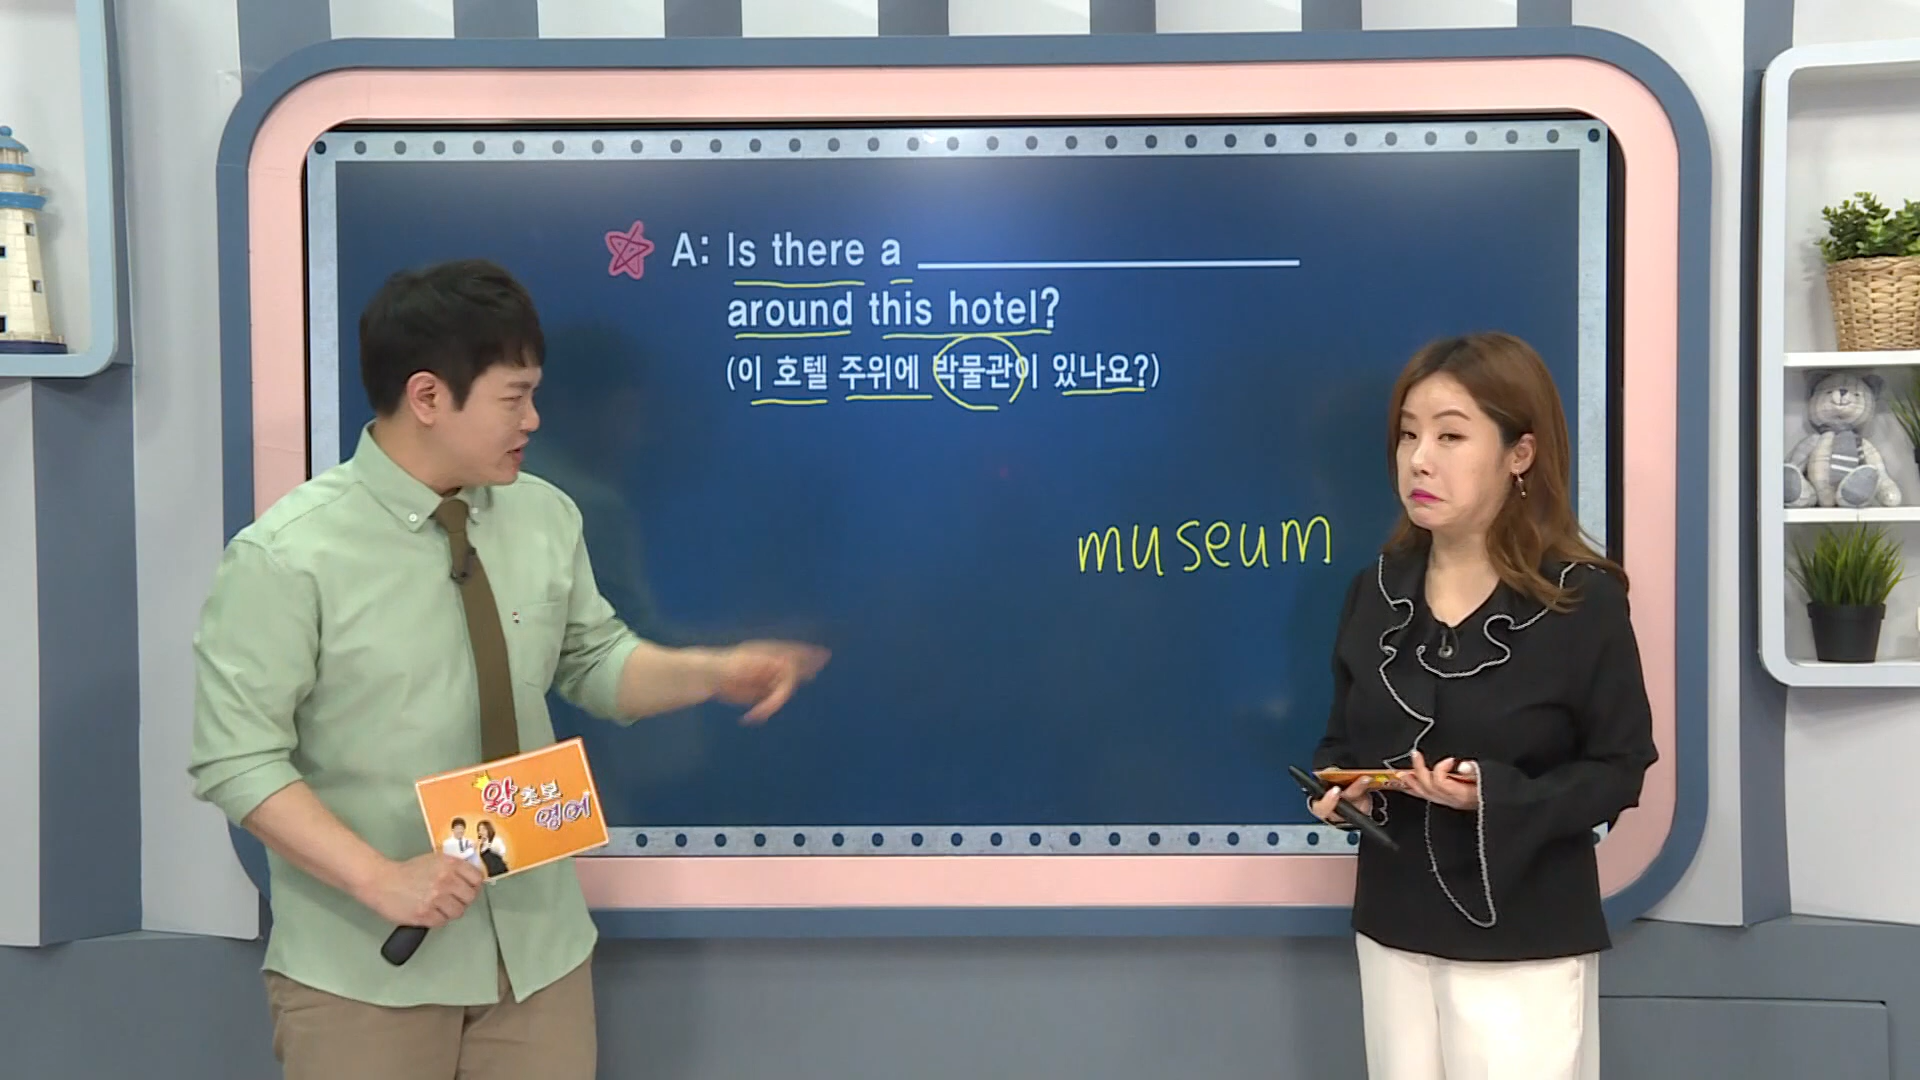 A: Is there a
around this hotel?
(이 호텔 주위에 박물관이 있나요?)
museum
왕초보
영어